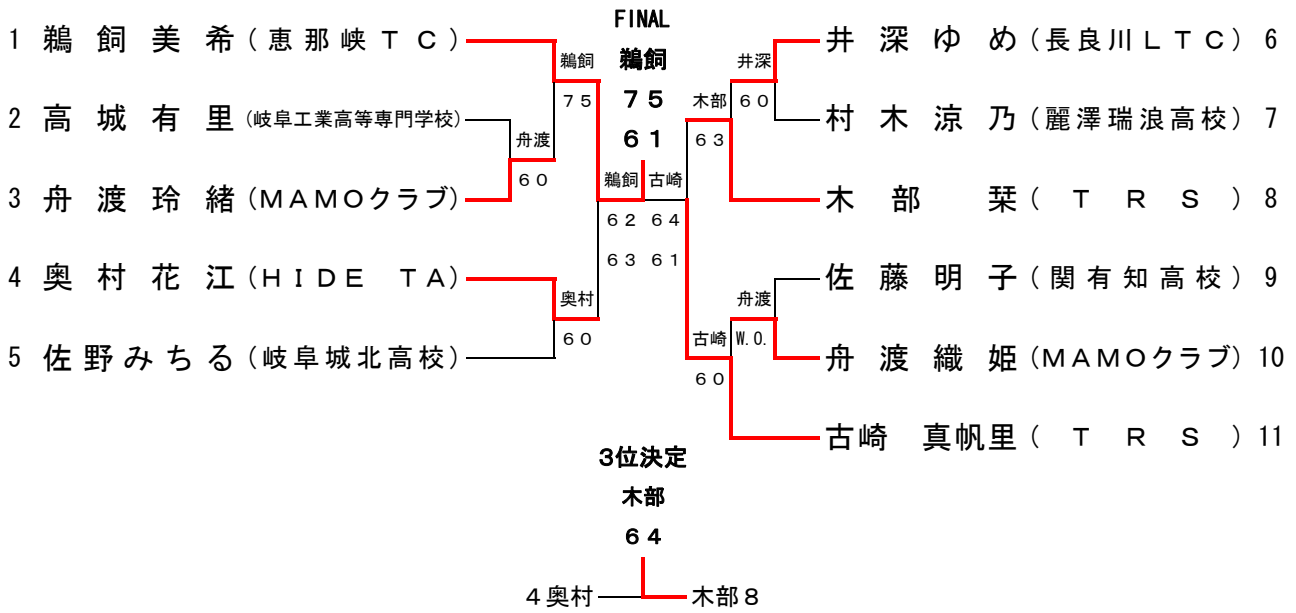 FINAL
鵜飼
７５
６１
1 鵜飼美希（恵那峡ＴＣ）
2 高城有里（岐阜工業高等専門学校）
3 舟渡玲緒（ＭＡＭＯクラブ）
4 奥村花江（ＨＩＤＥ ＴＡ）
5 佐野みちる（岐阜城北高校）
鵜飼
７５
舟渡
６０
奥村
６０
鵜飼
６２
６３
古崎
６４
６１
木部
６３
井深
６０
古崎
６０
舟渡
W.O.
井深ゆめ（長良川ＬＴＣ） 6
村木涼乃（麗澤瑞浪高校） 7
木部 栞（ＴＲＳ） 8
佐藤明子（関有知高校） 9
舟渡織姫（ＭＡＭＯクラブ） 10
古崎 真帆里（ＴＲＳ） 11
3位決定
木部
６４
４奥村
木部８